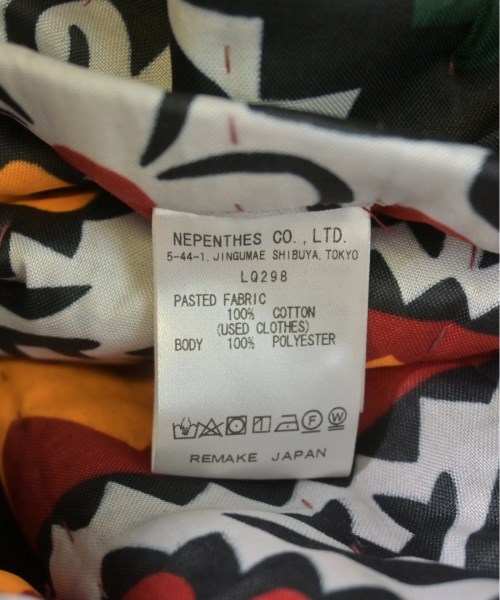 NEPENTHES CO., LTD.
5-44-1, JINGUMAE SHIBUYA, TOKYO
LQ298
PASTED FABRIC
100% COTTON
(USED CLOTHES)
BODY 100% POLYESTER
F W
REMAKE JAPAN